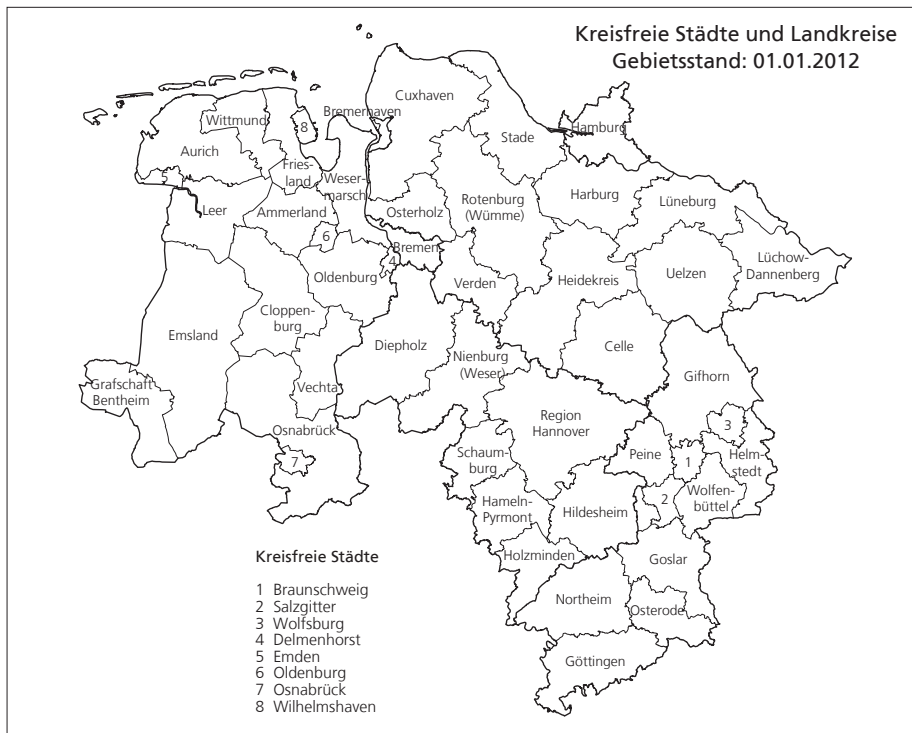 Kreisfreie Städte und Landkreise
Gebietsstand: 01.01.2012
Cuxhaven
Bremerhaven
Wittmund
8
Stade
Hamburg
Aurich
Fries-
land
Weser-
marsch
5
Leer
Ammerland
Osterholz
Rotenburg
(Wümme)
Harburg
Lüneburg
6
Bremen
4
Oldenburg
Verden
Heidekreis
Uelzen
Lüchow-
Dannenberg
Cloppen-
burg
Emsland
Diepholz
Nienburg
(Weser)
Celle
Gifhorn
Grafschaft
Bentheim
Vechta
Region
Hannover
3
Osnabrück
7
Schaum-
burg
Peine
1
Helm-
stedt
Hameln-
Pyrmont
Hildesheim
2
Wolfen-
büttel
Holzminden
Goslar
Northeim
Osterode
Göttingen
Kreisfreie Städte
1 Braunschweig
2 Salzgitter
3 Wolfsburg
4 Delmenhorst
5 Emden
6 Oldenburg
7 Osnabrück
8 Wilhelmshaven